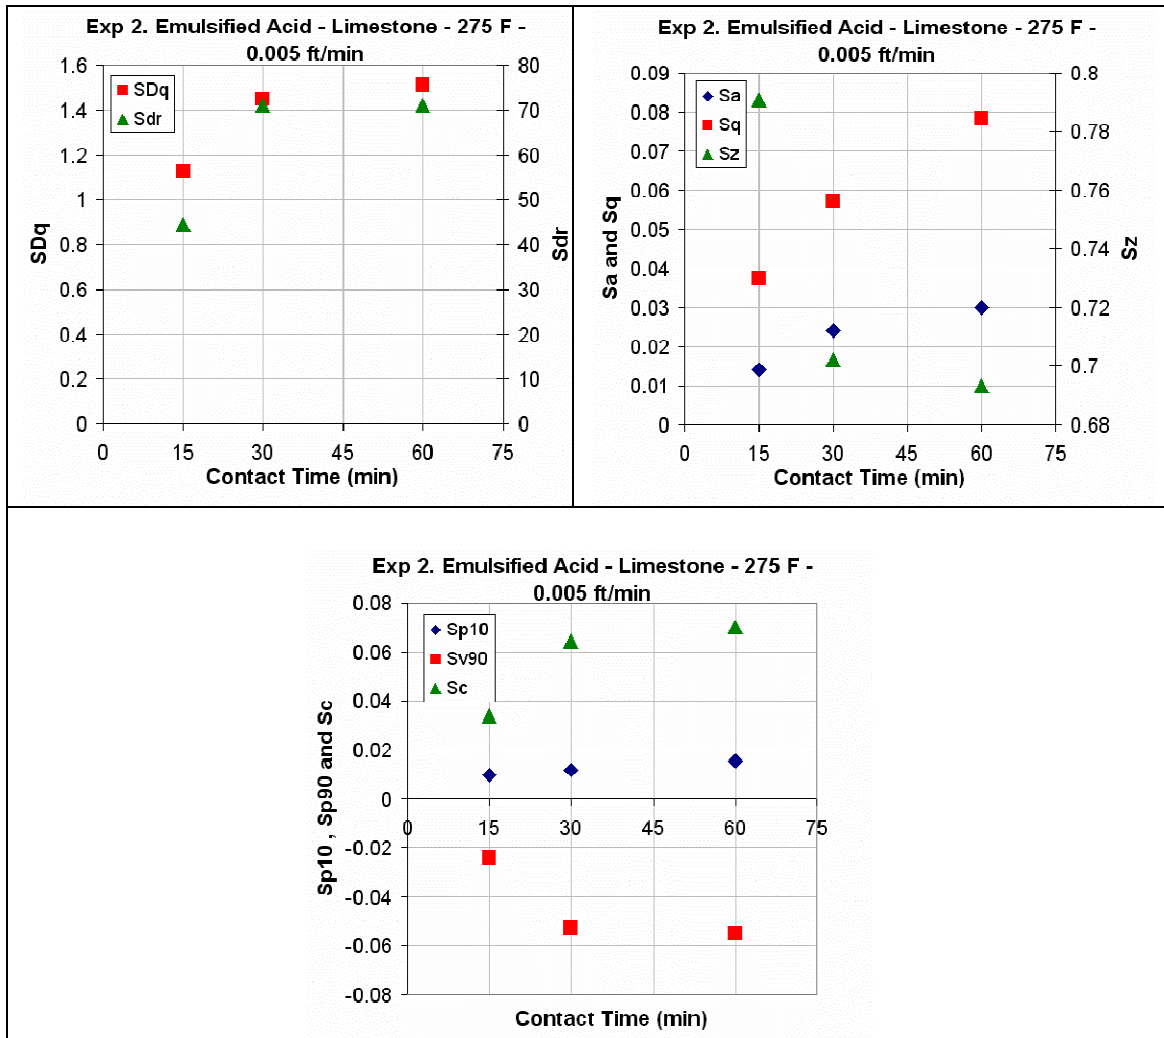 Exp 2. Emulsified Acid - Limestone - 275 F -
0.005 ft/min
SDq
Sdr
1.6
1.4
1.2
1
0.8
0.6
0.4
0.2
0
80
70
60
50
40
30
20
10
0
SDq
Sdr
0 15 30 45 60 75
Contact Time (min)
Exp 2. Emulsified Acid - Limestone - 275 F -
0.005 ft/min
Sa
Sq
Sz
0.09
0.08
0.07
0.06
0.05
0.04
0.03
0.02
0.01
0
0.8
0.78
0.76
0.74
0.72
0.7
0.68
Sa and Sq
Sz
0 15 30 45 60 75
Contact Time (min)
Exp 2. Emulsified Acid - Limestone - 275 F -
0.005 ft/min
Sp10
Sv90
Sc
0.08
0.06
0.04
0.02
0
-0.02
-0.04
-0.06
-0.08
Sp10 , Sp90 and Sc
0 15 30 45 60 75
Contact Time (min)